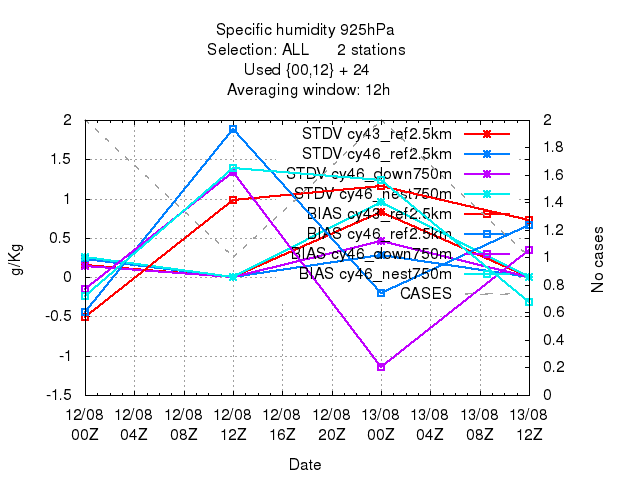 Specific humidity 925hPa
Selection: ALL 2 stations
Used {00,12} + 24
Averaging window: 12h
STDV cy43_ref2.5km
STDV cy46_ref2.5km
STDV cy46_down750m
STDV cy46_nest750m
BIAS cy43_ref2.5km
BIAS cy46_ref2.5km
BIAS cy46_down750m
BIAS cy46_nest750m
CASES
2
1.5
1
0.5
0
-0.5
-1
-1.5
g/Kg
2
1.8
1.6
1.4
1.2
1
0.8
0.6
0.4
0.2
0
No cases
12/08 12/08 12/08 12/08 12/08 12/08 13/08 13/08 13/08 13/08
00Z 04Z 08Z 12Z 16Z 20Z 00Z 04Z 08Z 12Z
Date